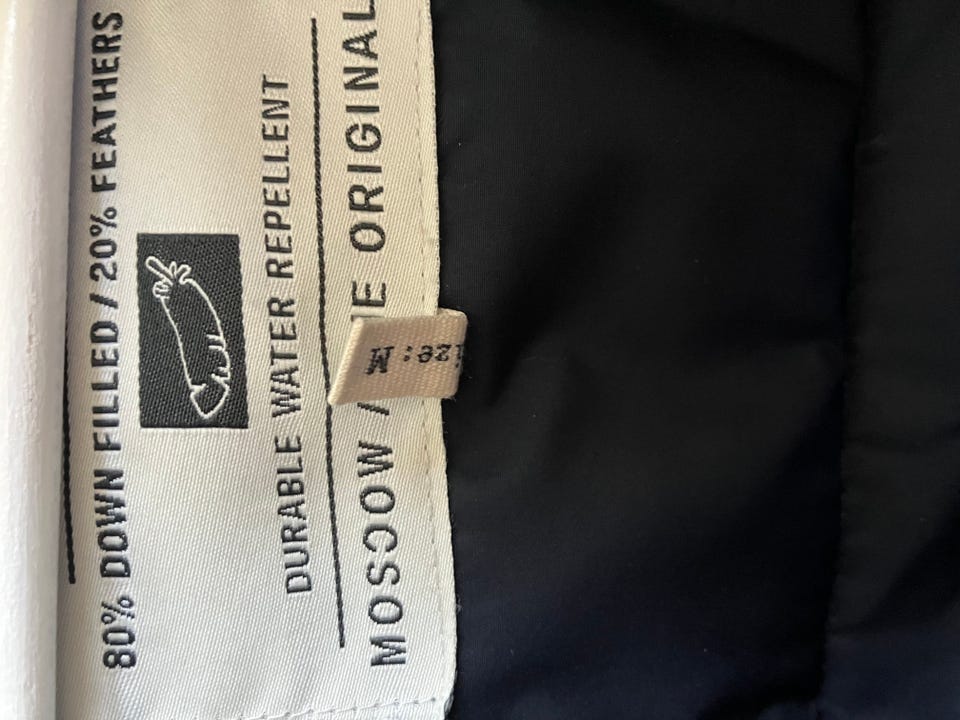 80% DOWN FILLED / 20% FEATHERS
DURABLE WATER REPELLENT
MOSCOW / ORIGINAL
ize: M